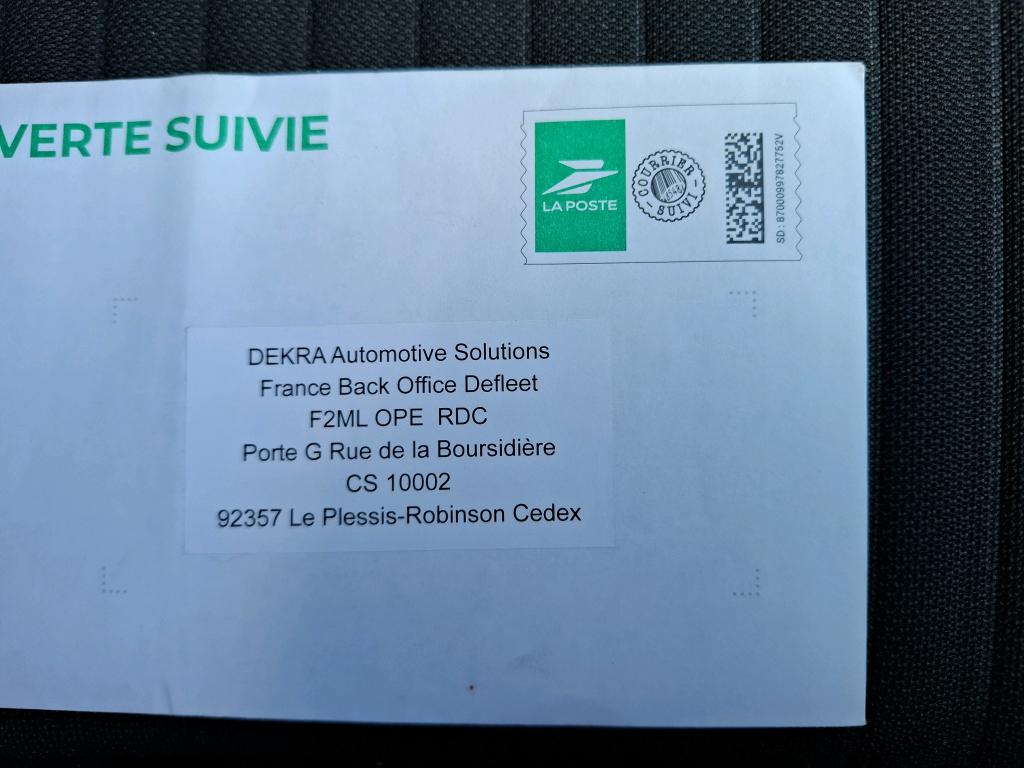 VERTE SUIVIE
LA POSTE
COURRIER
SUIVI
SD: 87000997827752V
DEKRA Automotive Solutions
France Back Office Defleet
F2ML OPE RDC
Porte G Rue de la Boursidière
CS 10002
92357 Le Plessis-Robinson Cedex